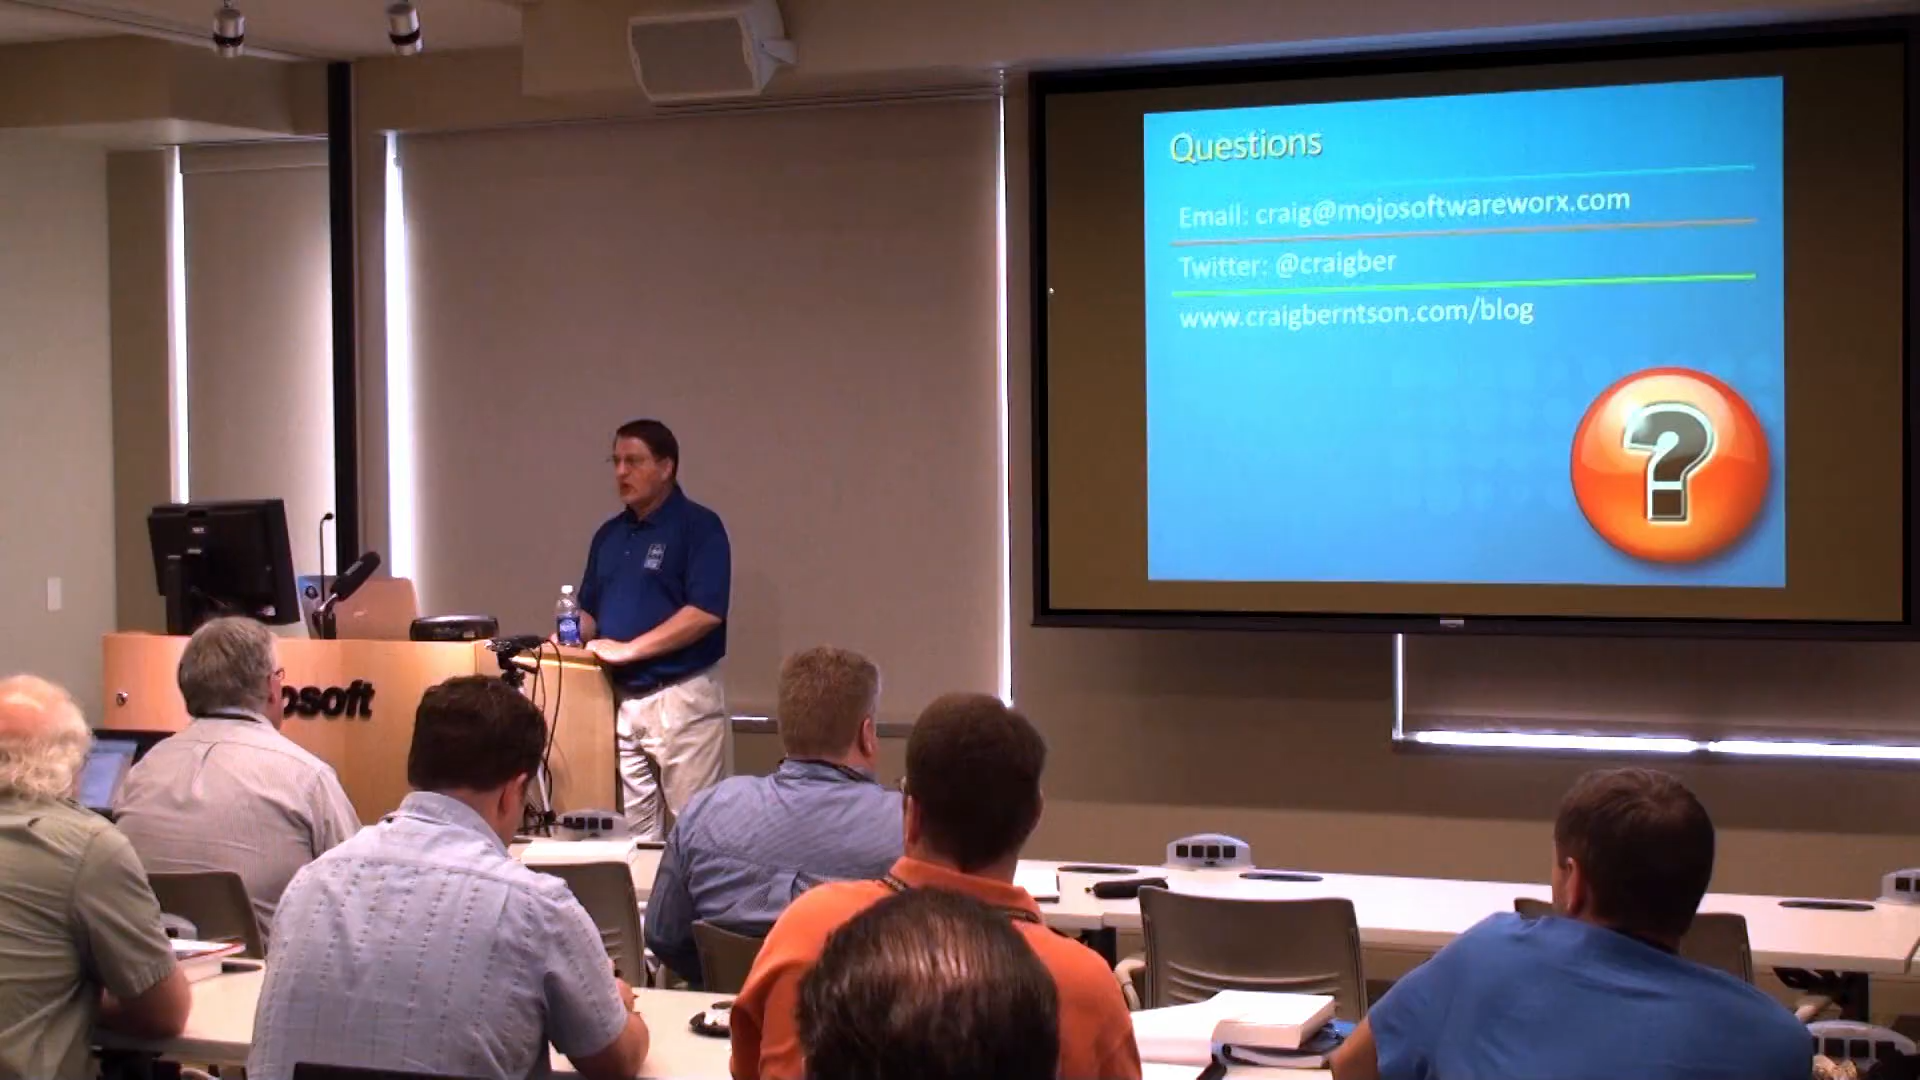 Questions
Email: craig@mojosoftwareworx.com
Twitter: @craigber
www.craigberntson.com/blog
?
osoft